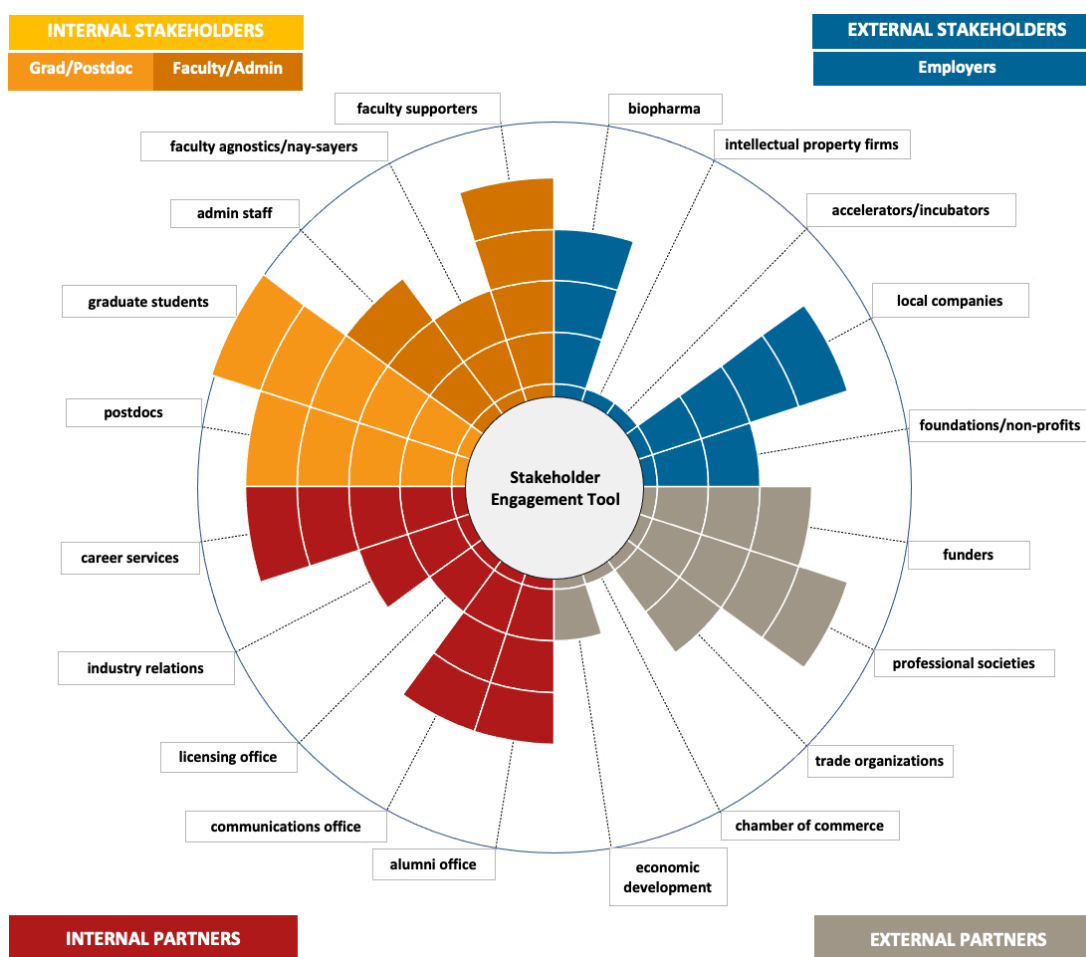 INTERNAL STAKEHOLDERS
Grad/Postdoc
Faculty/Admin
EXTERNAL STAKEHOLDERS
Employers
faculty supporters
biopharma
faculty agnostics/nay-sayers
intellectual property firms
admin staff
accelerators/incubators
graduate students
local companies
postdocs
foundations/non-profits
Stakeholder
Engagement Tool
career services
funders
industry relations
professional societies
licensing office
trade organizations
communications office
chamber of commerce
alumni office
economic
development
INTERNAL PARTNERS
EXTERNAL PARTNERS